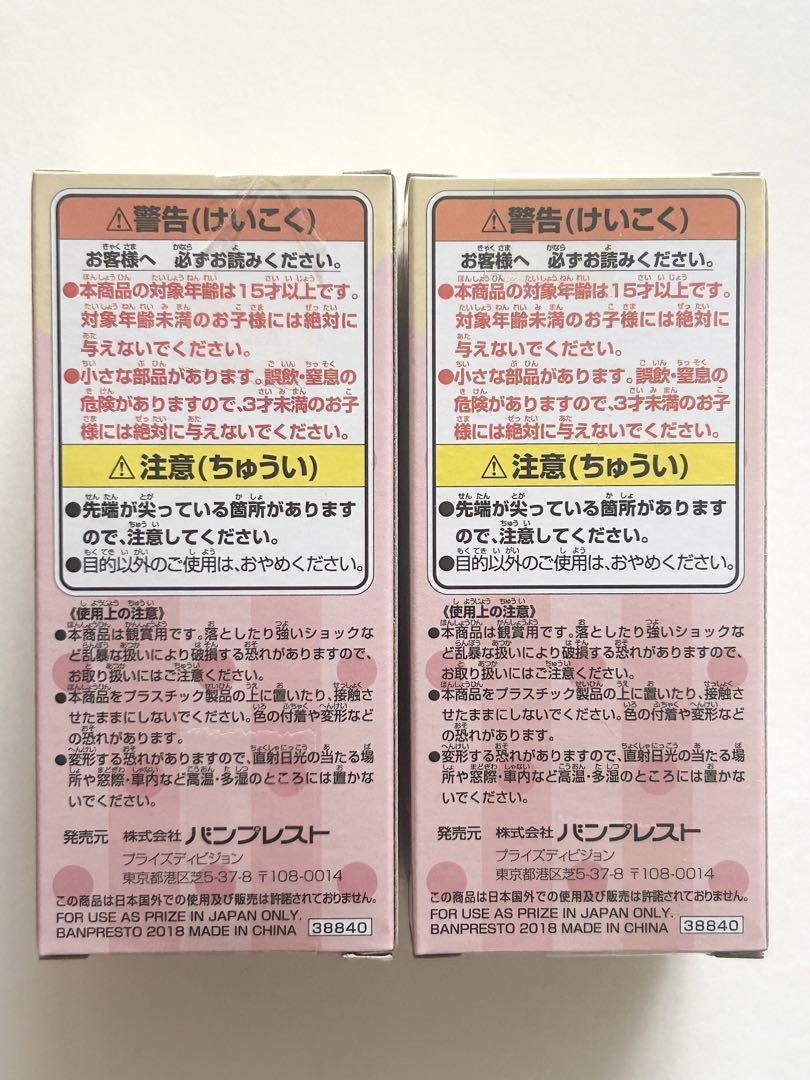 ⚠警告(けいこく)
お客様へ 必ずお読みください。
●本商品の対象年齢は15才以上です。
対象年齢未満のお子様には絶対に
与えないでください。
●小さな部品があります。誤飲・窒息の
危険がありますので、3才未満のお子
様には絶対に与えないでください。
⚠注意(ちゅうい)
●先端が尖っている箇所があります
ので、注意してください。
●目的以外のご使用は、おやめください。
《使用上の注意》
●本商品は観賞用です。落としたり強いショックな
ど乱暴な扱いにより破損する恐れがありますので、
お取り扱いにはご注意ください。
●本商品をプラスチック製品の上に置いたり、接触さ
せたままにしないでください。色の付着や変形など
の恐れがあります。
●変形する恐れがありますので、直射日光の当たる場
所や窓際・車内など高温・多湿のところには置かな
いでください。
発売元 株式会社 バンプレスト
プライズディビジョン
東京都港区芝5-37-8 〒108-0014
この商品は日本国外での使用及び販売は許諾されておりません。
FOR USE AS PRIZE IN JAPAN ONLY.
BANPRESTO 2018 MADE IN CHINA 38840
⚠警告(けいこく)
お客様へ 必ずお読みください。
●本商品の対象年齢は15才以上です。
対象年齢未満のお子様には絶対に
与えないでください。
●小さな部品があります。誤飲・窒息の
危険がありますので、3才未満のお子
様には絶対に与えないでください。
⚠注意(ちゅうい)
●先端が尖っている箇所があります
ので、注意してください。
●目的以外のご使用は、おやめください。
《使用上の注意》
●本商品は観賞用です。落としたり強いショックな
ど乱暴な扱いにより破損する恐れがありますので、
お取り扱いにはご注意ください。
●本商品をプラスチック製品の上に置いたり、接触さ
せたままにしないでください。色の付着や変形など
の恐れがあります。
●変形する恐れがありますので、直射日光の当たる場
所や窓際・車内など高温・多湿のところには置かな
いでください。
発売元 株式会社 バンプレスト
プライズディビジョン
東京都港区芝5-37-8 〒108-0014
この商品は日本国外での使用及び販売は許諾されておりません。
FOR USE AS PRIZE IN JAPAN ONLY.
BANPRESTO 2018 MADE IN CHINA 38840